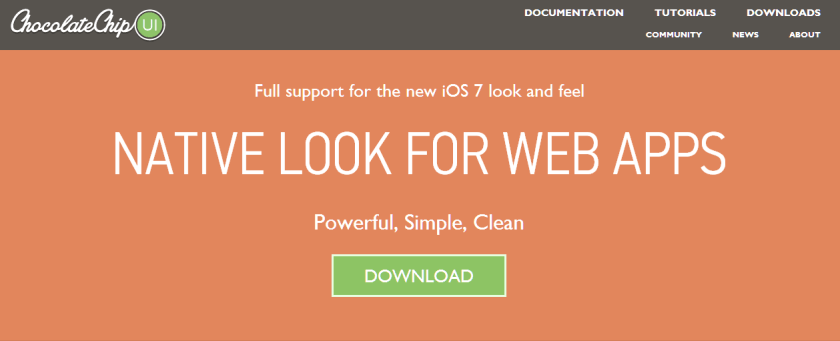 ChocolateChip UI
DOCUMENTATION TUTORIALS DOWNLOADS
COMMUNITY NEWS ABOUT
Full support for the new iOS 7 look and feel
NATIVE LOOK FOR WEB APPS
Powerful, Simple, Clean
DOWNLOAD